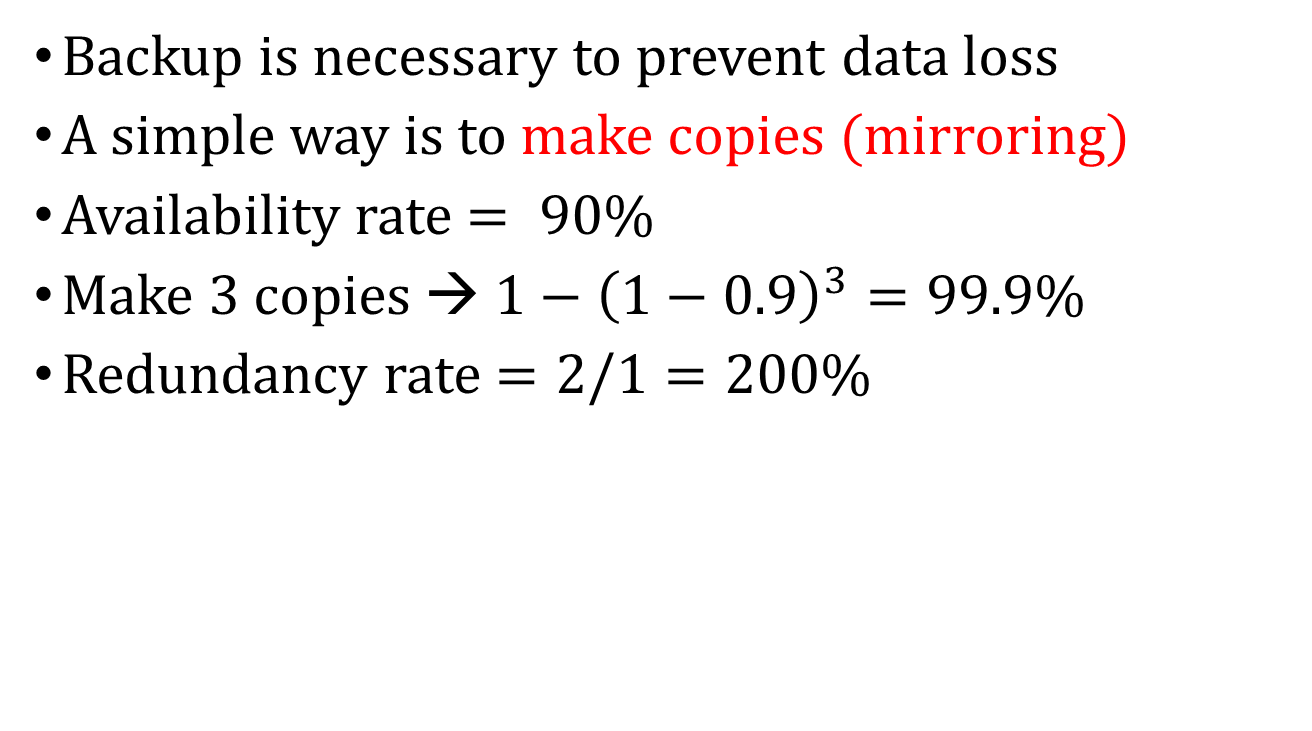 • Backup is necessary to prevent data loss
• A simple way is to make copies (mirroring)
• Availability rate = 90%
• Make 3 copies → 1 − (1 − 0.9)³ = 99.9%
• Redundancy rate = 2/1 = 200%